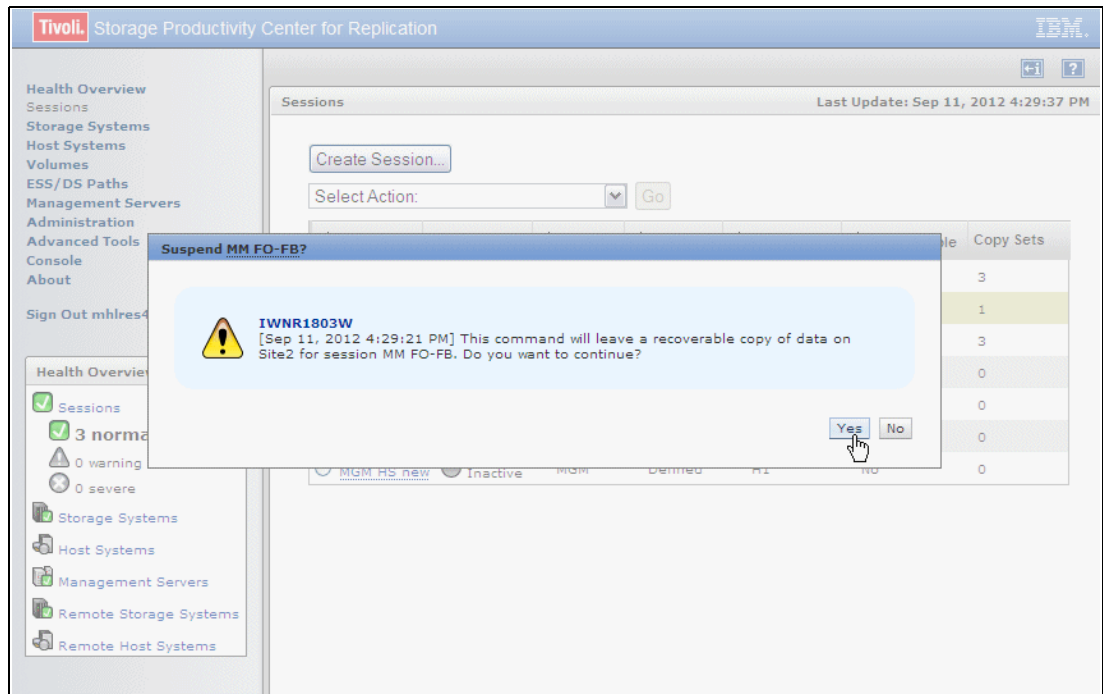 Tivoli. Storage Productivity Center for Replication
IBM.
Health Overview
Sessions
Storage Systems
Host Systems
Volumes
ESS/DS Paths
Management Servers
Administration
Advanced Tools
Console
About
Sign Out mhlres4
Health Overview
Sessions
3 normal
0 warning
0 severe
Storage Systems
Host Systems
Management Servers
Remote Storage Systems
Remote Host Systems
?
Sessions
Last Update: Sep 11, 2012 4:29:37 PM
Create Session...
Select Action:
Go
Copy Sets
3
1
3
0
0
0
MGM HS new Inactive MGM Defined H1 No 0
Suspend MM FO-FB?
IWNR1803W
[Sep 11, 2012 4:29:21 PM] This command will leave a recoverable copy of data on
Site2 for session MM FO-FB. Do you want to continue?
Yes No